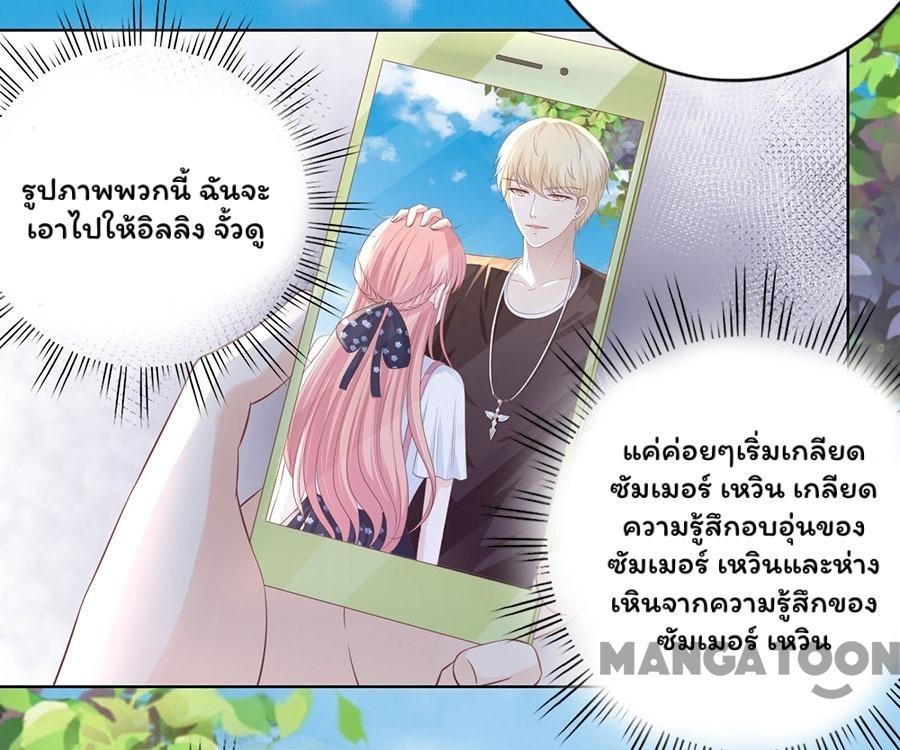 รูปภาพพวกนี้ ฉันจะ
เอาไปให้อิลลิง จั้วดู
แค่ค่อยๆเริ่มเกลียด
ซัมเมอร์ เหวิน เกลียด
ความรู้สึกอบอุ่นของ
ซัมเมอร์ เหวินและห่าง
เหินจากความรู้สึกของ
ซัมเมอร์ เหวิน
MANGATOON